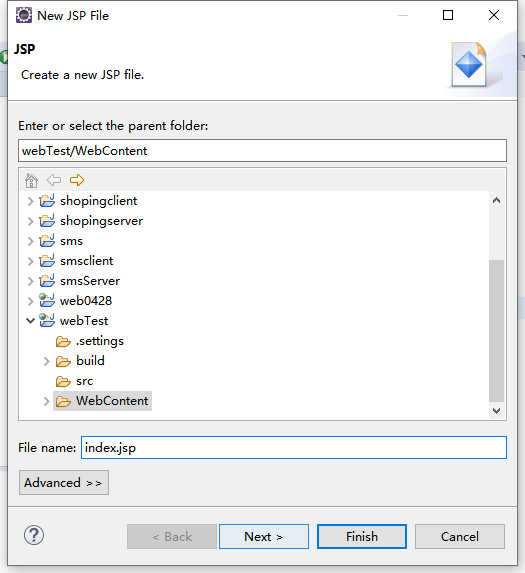 New JSP File
JSP
Create a new JSP file.
Enter or select the parent folder:
webTest/WebContent
shopingclient
shopingserver
sms
smsclient
smsServer
web0428
webTest
.settings
build
src
WebContent
File name: index.jsp
Advanced >>
? < Back Next > Finish Cancel